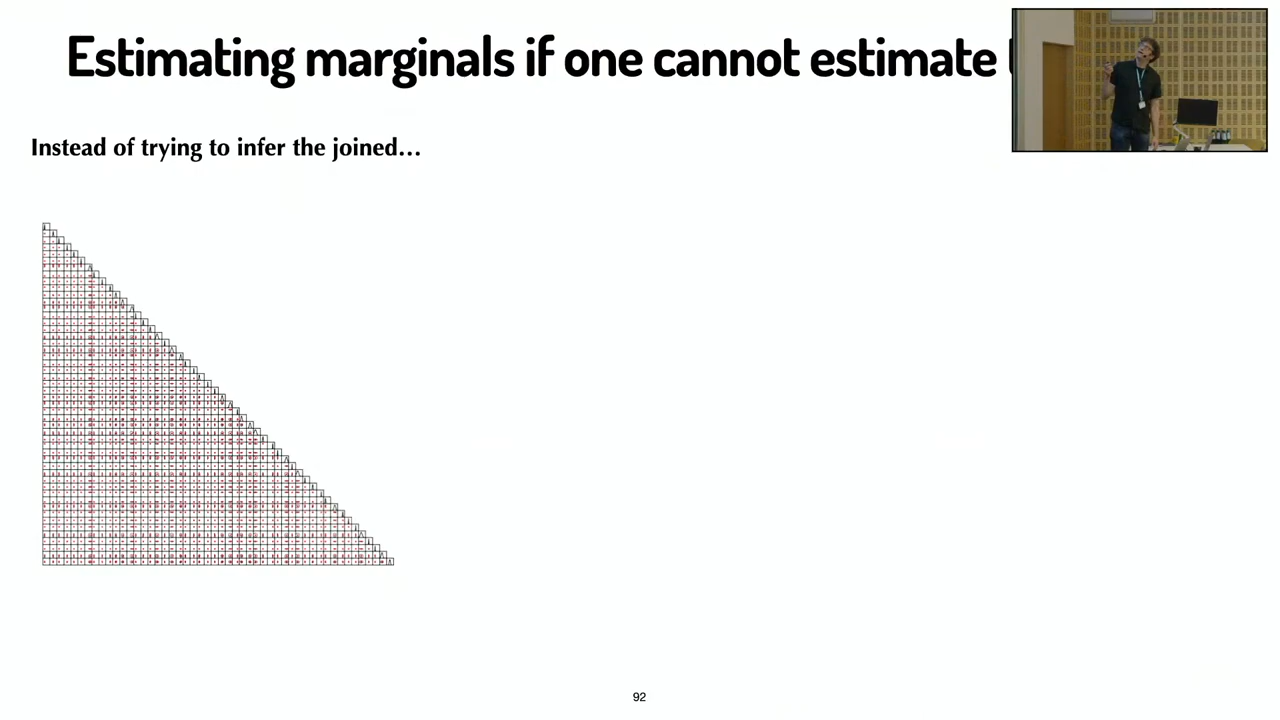 Estimating marginals if one cannot estimate
Instead of trying to infer the joined...
92